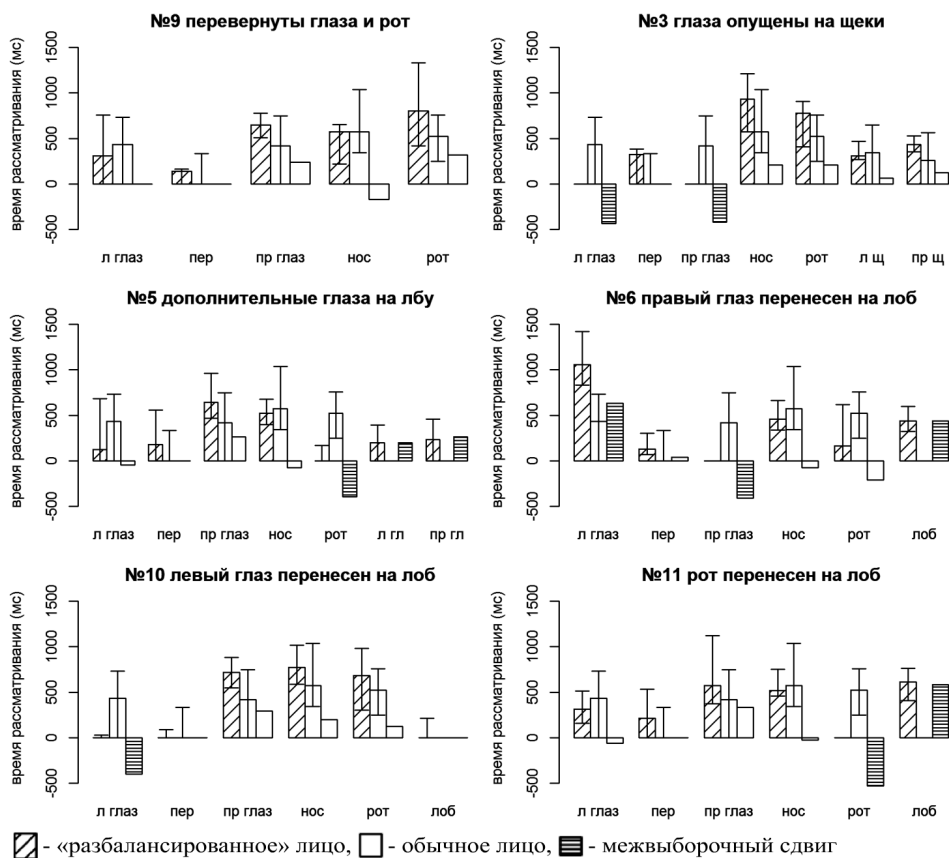 №9 перевернуты глаза и рот
время рассматривания (мс)
1500
1000
500
0
-500
л глаз пер пр глаз нос рот
№3 глаза опущены на щеки
время рассматривания (мс)
1500
1000
500
0
-500
л глаз пер пр глаз нос рот л щ пр щ
№5 дополнительные глаза на лбу
время рассматривания (мс)
1500
1000
500
0
-500
л глаз пер пр глаз нос рот л гл пр гл
№6 правый глаз перенесен на лоб
время рассматривания (мс)
1500
1000
500
0
-500
л глаз пер пр глаз нос рот лоб
№10 левый глаз перенесен на лоб
время рассматривания (мс)
1500
1000
500
0
-500
л глаз пер пр глаз нос рот лоб
№11 рот перенесен на лоб
время рассматривания (мс)
1500
1000
500
0
-500
л глаз пер пр глаз нос рот лоб
- «разбалансированное» лицо, - обычное лицо, - межвыборочный сдвиг